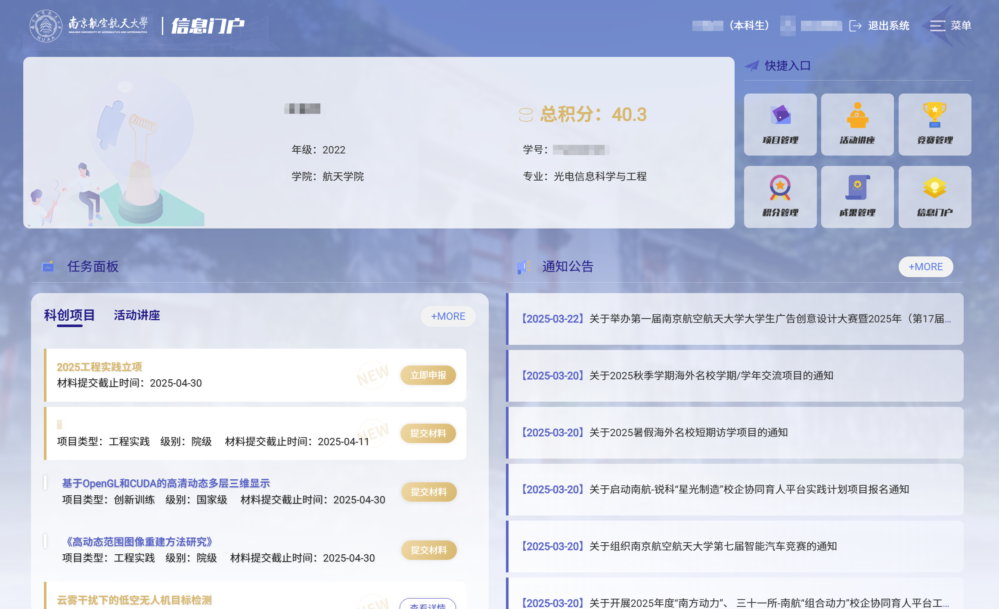 南京航空航天大學
NANJING UNIVERSITY OF AERONAUTICS AND ASTRONAUTICS
1952
NUAA
信息门户
（本科生）
退出系统
菜单
总积分：40.3
年级：2022
学号：
学院：航天学院
专业：光电信息科学与工程
快捷入口
项目管理
活动讲座
竞赛管理
积分管理
成果管理
信息门户
任务面板
科创项目
活动讲座
+MORE
2025工程实践立项
材料提交截止时间：2025-04-30
NEW
立即申报
项目类型：工程实践 级别：院级 材料提交截止时间：2025-04-11
NEW
提交材料
基于OpenGL和CUDA的高清动态多层三维显示
项目类型：创新训练 级别：国家级 材料提交截止时间：2025-04-30
提交材料
《高动态范围图像重建方法研究》
项目类型：工程实践 级别：院级 材料提交截止时间：2025-04-30
提交材料
云雾干扰下的低空无人机目标检测
NEW
查看详情
通知公告
+MORE
【2025-03-22】关于举办第一届南京航空航天大学大学生广告创意设计大赛暨2025年（第17届...
【2025-03-20】关于2025秋季学期海外名校学期/学年交流项目的通知
【2025-03-20】关于2025暑假海外名校短期访学项目的通知
【2025-03-20】关于启动南航-锐科“星光制造”校企协同育人平台实践计划项目报名通知
【2025-03-20】关于组织南京航空航天大学第七届智能汽车竞赛的通知
【2025-03-20】关于开展2025年度“南方动力”、 三十一所-南航“组合动力”校企协同育人平台工...